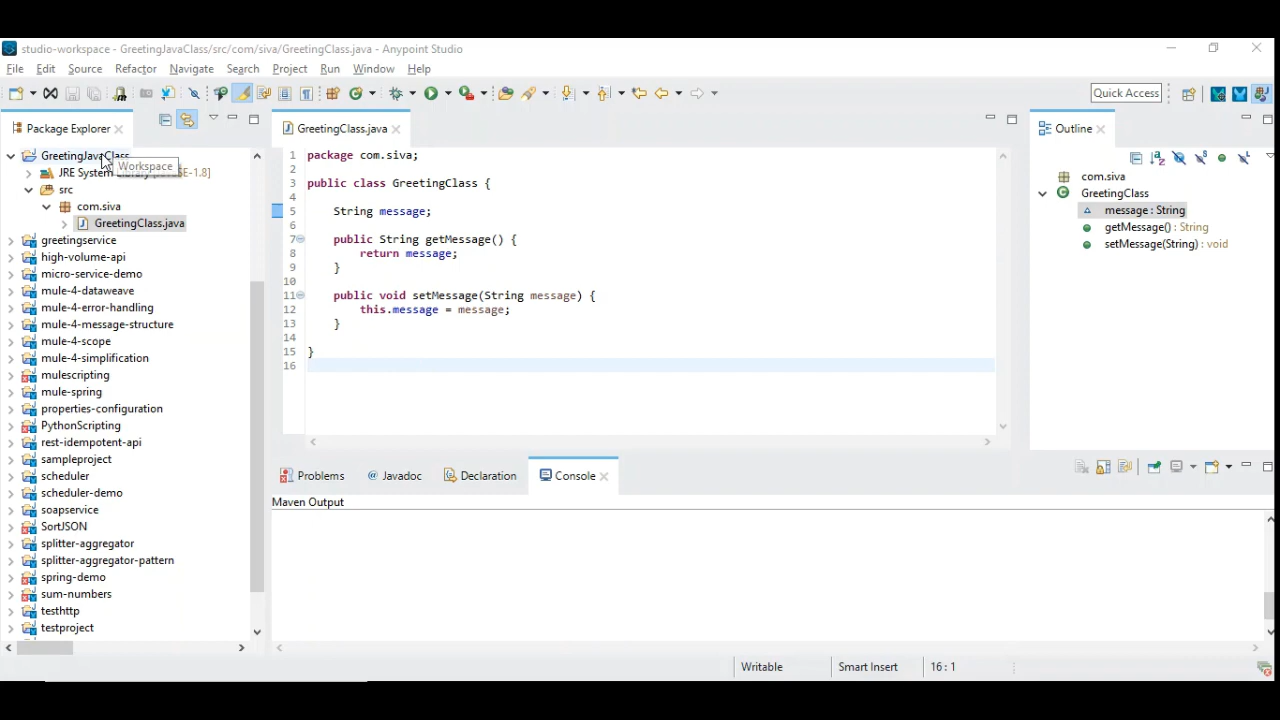 studio-workspace - GreetingJavaClass/src/com/siva/GreetingClass.java - Anypoint Studio
File Edit Source Refactor Navigate Search Project Run Window Help
Quick Access
Package Explorer
GreetingJavaClass
Workspace
JRE System
E-1.8]
src
com.siva
GreetingClass.java
greetingservice
high-volume-api
micro-service-demo
mule-4-dataweave
mule-4-error-handling
mule-4-message-structure
mule-4-scope
mule-4-simplification
mulescripting
mule-spring
properties-configuration
PythonScripting
rest-idempotent-api
sampleproject
scheduler
scheduler-demo
soapservice
SortJSON
splitter-aggregator
splitter-aggregator-pattern
spring-demo
sum-numbers
testhttp
testproject
GreetingClass.java
1 package com.siva;
2
3 public class GreetingClass {
4
5 String message;
6
7 public String getMessage() {
8 return message;
9 }
10
11 public void setMessage(String message) {
12 this.message = message;
13 }
14
15 }
16
Outline
com.siva
GreetingClass
message : String
getMessage() : String
setMessage(String) : void
Problems @ Javadoc Declaration Console
Maven Output
Writable Smart Insert 16 : 1